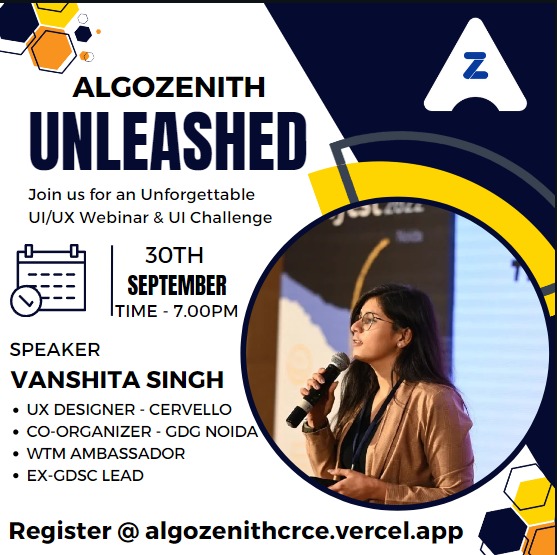 Z
ALGOZENITH
UNLEASHED
Join us for an Unforgettable
UI/UX Webinar & UI Challenge
30TH
SEPTEMBER
TIME - 7.00PM
SPEAKER
VANSHITA SINGH
• UX DESIGNER - CERVELLO
• CO-ORGANIZER - GDG NOIDA
• WTM AMBASSADOR
• EX-GDSC LEAD
Register @ algozenithcrce.vercel.app